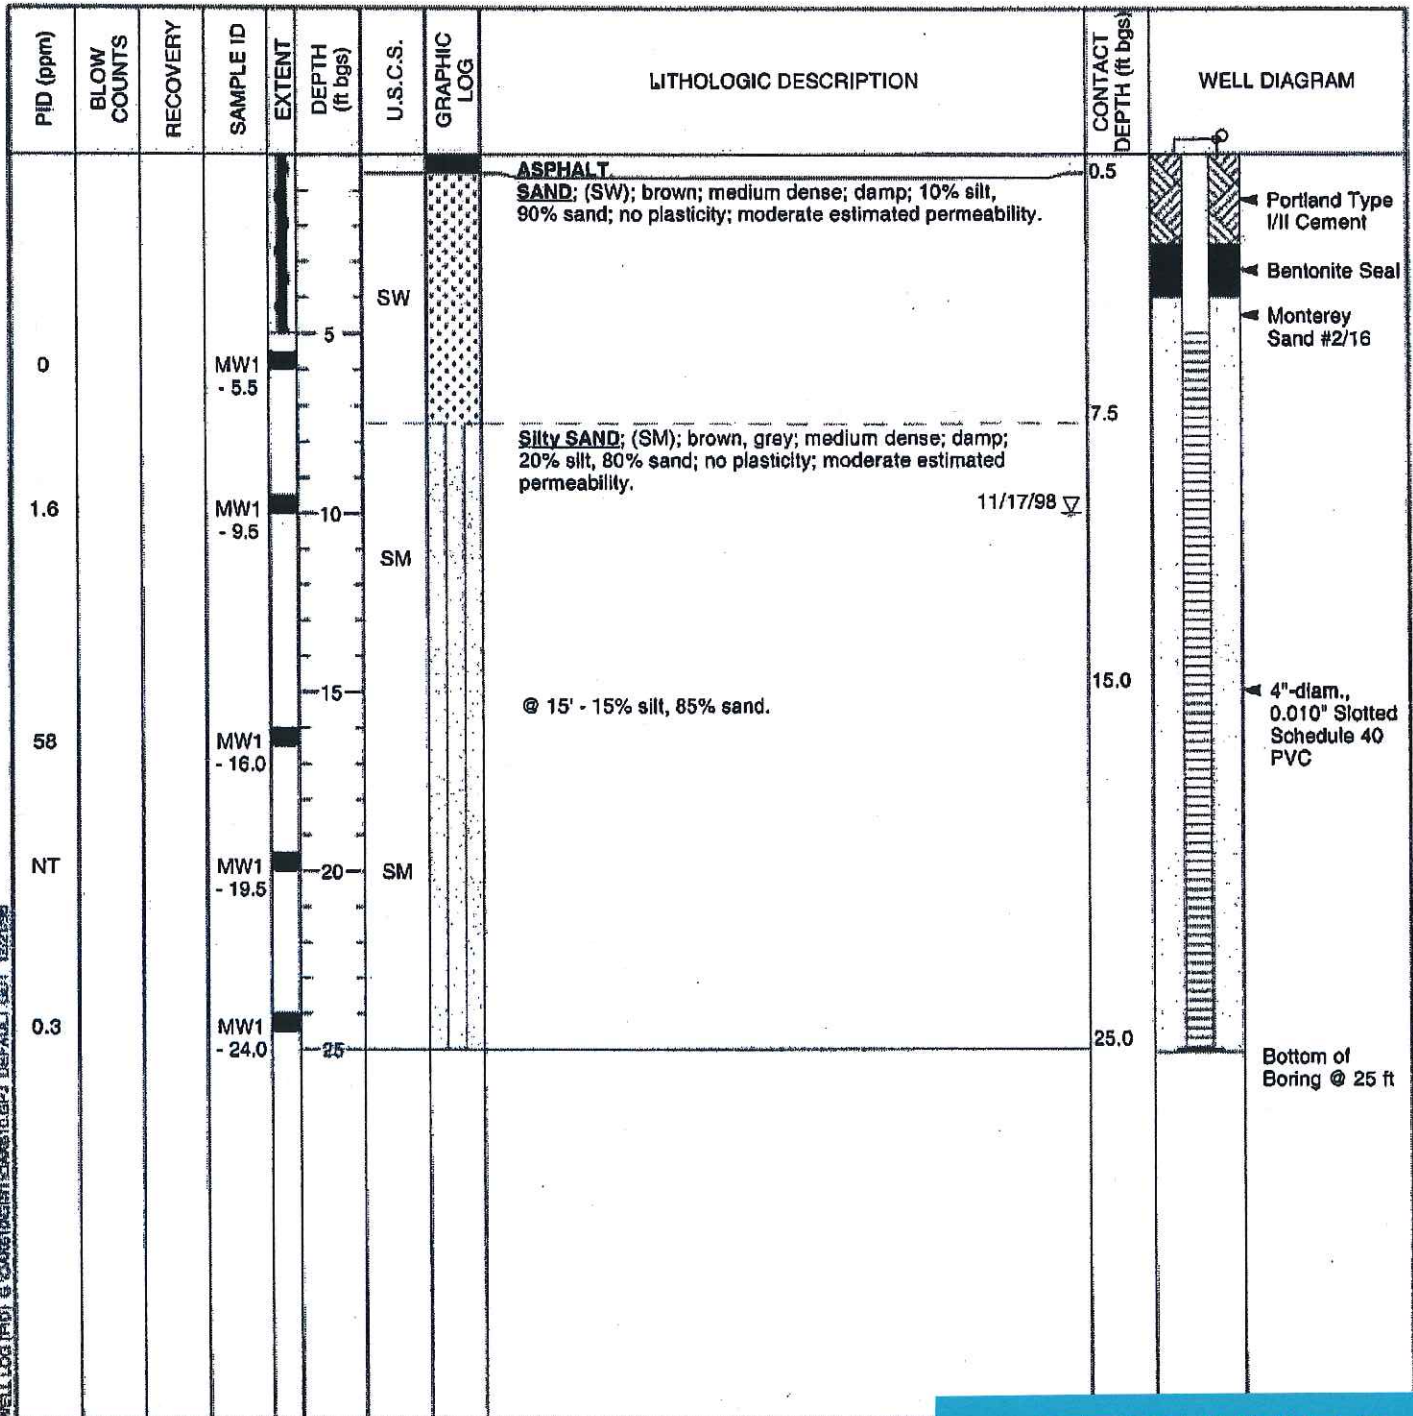 PID (ppm)
BLOW
COUNTS
RECOVERY
SAMPLE ID
EXTENT
DEPTH
(ft bgs)
U.S.C.S.
GRAPHIC
LOG
LITHOLOGIC DESCRIPTION
CONTACT
DEPTH (ft bgs)
WELL DIAGRAM
ASPHALT
0.5
SAND; (SW); brown; medium dense; damp; 10% silt,
90% sand; no plasticity; moderate estimated permeability.
Portland Type
I/II Cement
Bentonite Seal
SW
Monterey
Sand #2/16
5
0
MW1
- 5.5
7.5
Silty SAND; (SM); brown, grey; medium dense; damp;
20% silt, 80% sand; no plasticity; moderate estimated
permeability.
11/17/98
1.6
MW1
- 9.5
10
SM
15
15.0
@ 15' - 15% silt, 85% sand.
4"-diam.,
0.010" Slotted
Schedule 40
PVC
58
MW1
- 16.0
NT
MW1
- 19.5
20
SM
0.3
MW1
- 24.0
25
25.0
Bottom of
Boring @ 25 ft
WELL LOG (PID)
DEFAULT.GDT